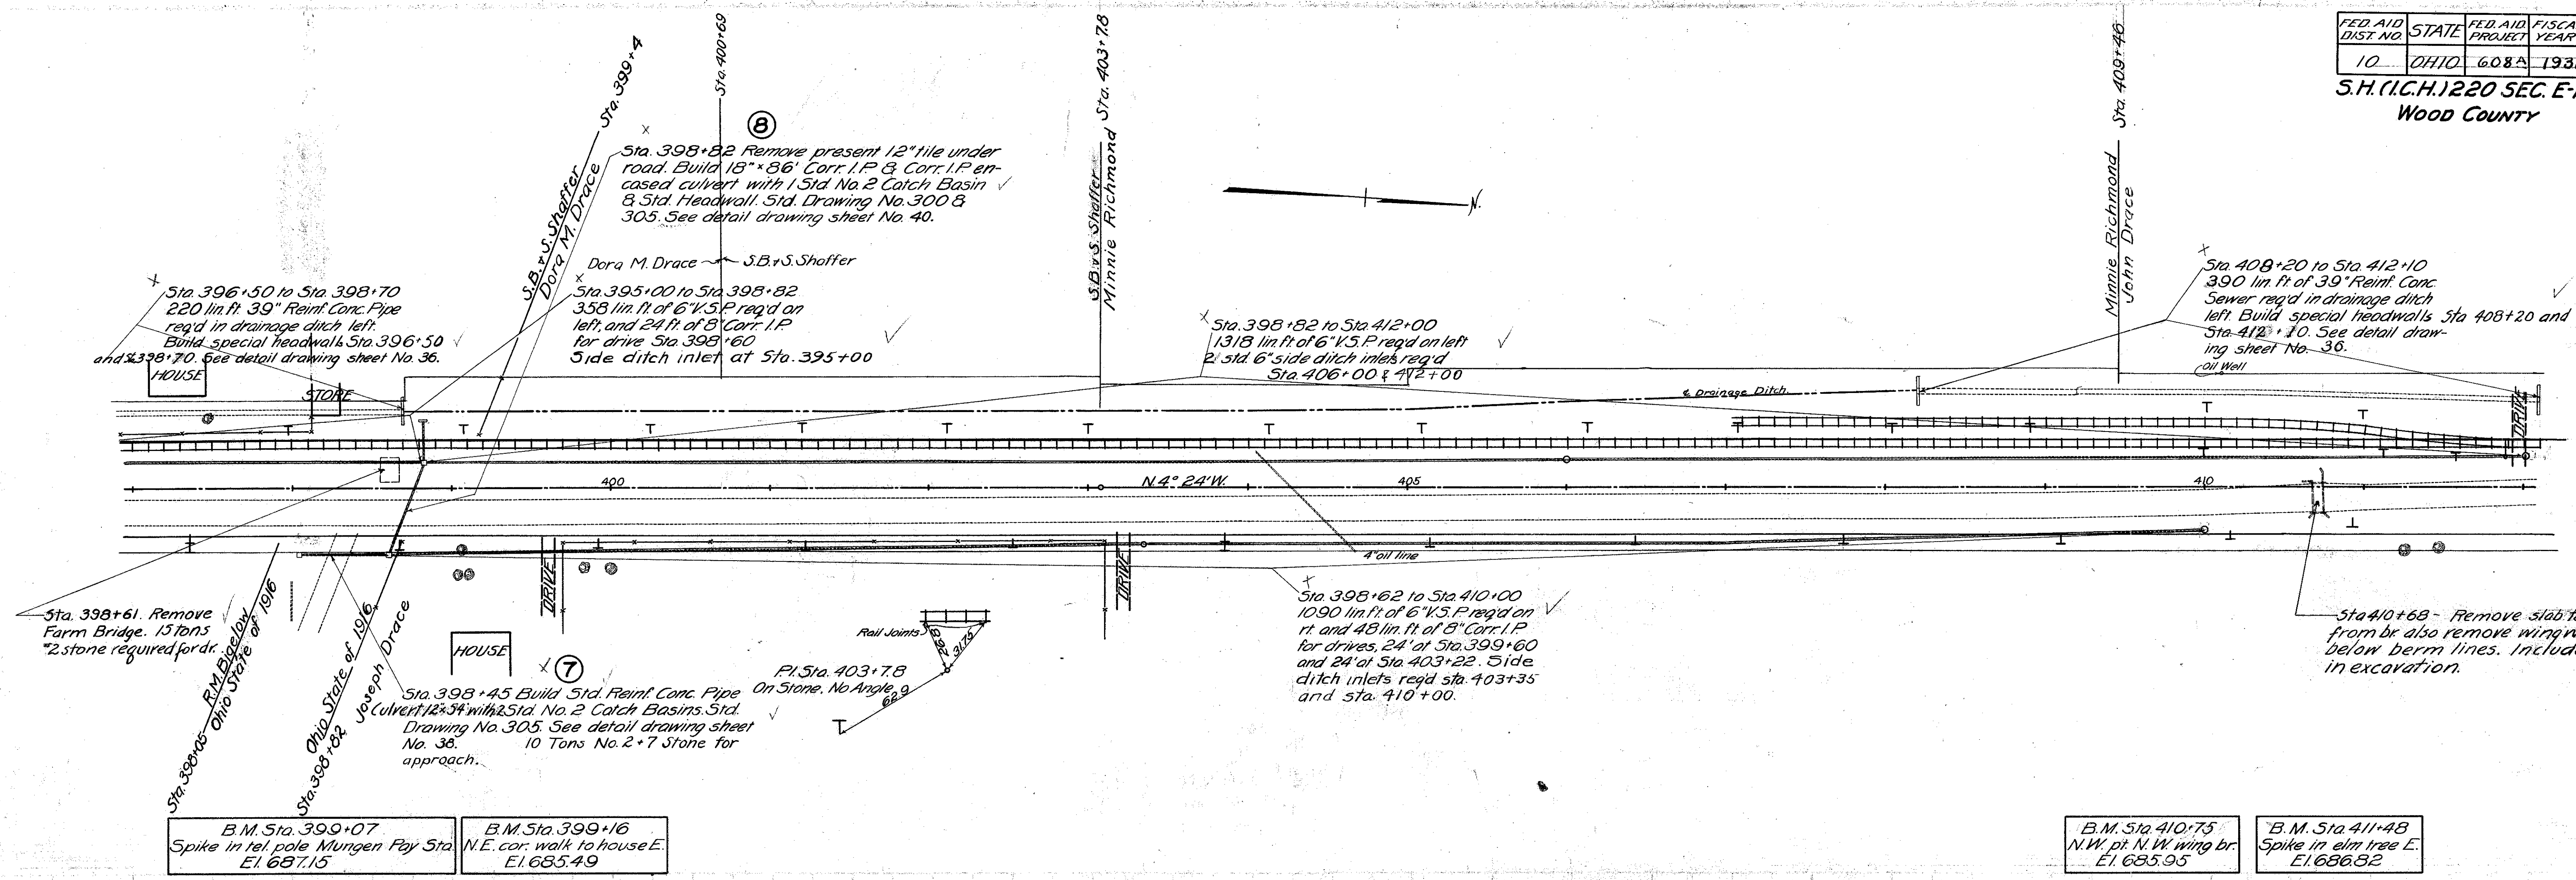 FED. AID DIST. NO. STATE FED. AID PROJECT
10 OHIO 608A
S.H. (I.C.H.) 220 SEC.
WOOD COUNTY
Sta. 399+4
S.B. & S. Shaffer
Dora M. Drace
Sta. 400+69
Dora M. Drace S.B. & S. Shaffer
Sta. 403+78
S.B. & S. Shaffer
Minnie Richmond
Sta. 409+46
Minnie Richmond
John Drace
N.
8
Sta. 398+82 Remove present 12" tile under
road. Build 18" x 86' Corr. I.P. & Corr. I.P. en-
cased culvert with 1 Std No. 2 Catch Basin
& Std. Headwall. Std. Drawing No. 300 &
305. See detail drawing sheet No. 40.
Sta. 396+50 to Sta. 398+70
220 lin. ft. 39" Reinf. Conc. Pipe
req'd in drainage ditch left.
Build special headwalls Sta. 396+50
and St. 398+70. See detail drawing sheet No. 36.
Sta. 395+00 to Sta. 398+82
358 lin. ft. of 6" V.S.P. req'd on
left, and 24 ft. of 8" Corr. I.P.
for drive Sta. 398+60
Side ditch inlet at Sta. 395+00
Sta. 398+82 to Sta. 412+00
1318 lin ft of 6" V.S.P. req'd on left
2 std. 6" side ditch inlets req'd
Sta. 406+00 & 412+00
Sta. 408+20 to Sta. 412+10
390 lin. ft of 39" Reinf. Conc.
Sewer req'd in drainage ditch
left. Build special headwalls Sta 408+20 and
Sta. 412+10. See detail draw-
ing sheet No. 36.
Oil Well
HOUSE
STORE
℄ Drainage Ditch
DRIVE
400
N. 4° 24' W.
405
410
4" oil line
DRIVE
DRIVE
Sta. 398+61. Remove
Farm Bridge. 15 tons
#2 stone required for dr.
R.M. Bigelow
Sta. 398+05 Ohio State of 1916
Ohio State of 1916
Sta. 398+82 Joseph Drace
HOUSE
7
Sta. 398+45 Build Std. Reinf. Conc. Pipe
Culvert 12"x54' with 2 Std. No. 2 Catch Basins. Std.
Drawing No. 305. See detail drawing sheet
No. 38. 10 Tons No. 2+7 Stone for
approach.
Rail Joints
31.75
62.9
P.I. Sta. 403+7.8
On Stone. No Angle
Sta. 398+62 to Sta. 410+00
1090 lin. ft of 6" V.S.P. req'd on
rt. and 48 lin. ft. of 8" Corr. I.P.
for drives, 24' at Sta. 399+60
and 24' at Sta. 403+22. Side
ditch inlets req'd sta. 403+35
and sta. 410+00.
Sta 410+68 - Remove slab
from br. also remove
below berm lines.
in excavation.
B.M. Sta. 399+07
Spike in tel. pole Mungen Pay Sta.
El. 687.15
B.M. Sta. 399+16
N.E. cor. walk to house E.
El. 685.49
B.M. Sta 410+75
N.W. pt. N.W. wing br.
El. 685.95
B.M. Sta 411+48
Spike in elm tree E.
El. 686.82